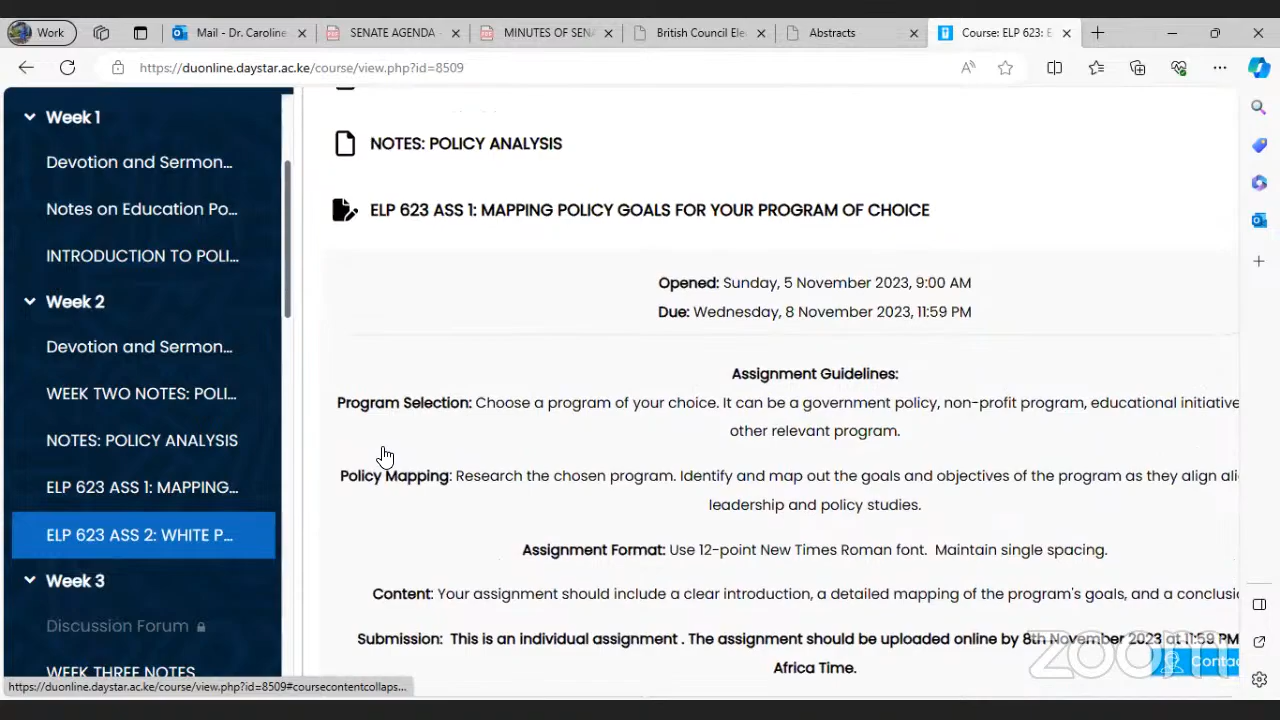 Work
Mail - Dr. Caroline
SENATE AGENDA -
MINUTES OF SEN
British Council Ele
Abstracts
Course: ELP 623: E
https://duonline.daystar.ac.ke/course/view.php?id=8509
Week 1
Devotion and Sermon...
Notes on Education Po...
INTRODUCTION TO POLI...
Week 2
Devotion and Sermon...
WEEK TWO NOTES: POLI...
NOTES: POLICY ANALYSIS
ELP 623 ASS 1: MAPPING...
ELP 623 ASS 2: WHITE P...
Week 3
Discussion Forum
WEEK THREE NOTES
https://duonline.daystar.ac.ke/course/view.php?id=8509#coursecontentcollaps...
NOTES: POLICY ANALYSIS
ELP 623 ASS 1: MAPPING POLICY GOALS FOR YOUR PROGRAM OF CHOICE
Opened: Sunday, 5 November 2023, 9:00 AM
Due: Wednesday, 8 November 2023, 11:59 PM
Assignment Guidelines:
Program Selection: Choose a program of your choice. It can be a government policy, non-profit program, educational initiative
other relevant program.
Policy Mapping: Research the chosen program. Identify and map out the goals and objectives of the program as they align ali
leadership and policy studies.
Assignment Format: Use 12-point New Times Roman font. Maintain single spacing.
Content: Your assignment should include a clear introduction, a detailed mapping of the program's goals, and a conclusi
Submission: This is an individual assignment . The assignment should be uploaded online by 8th November 2023 at 11:59 PM
Africa Time.
Conta
zoom